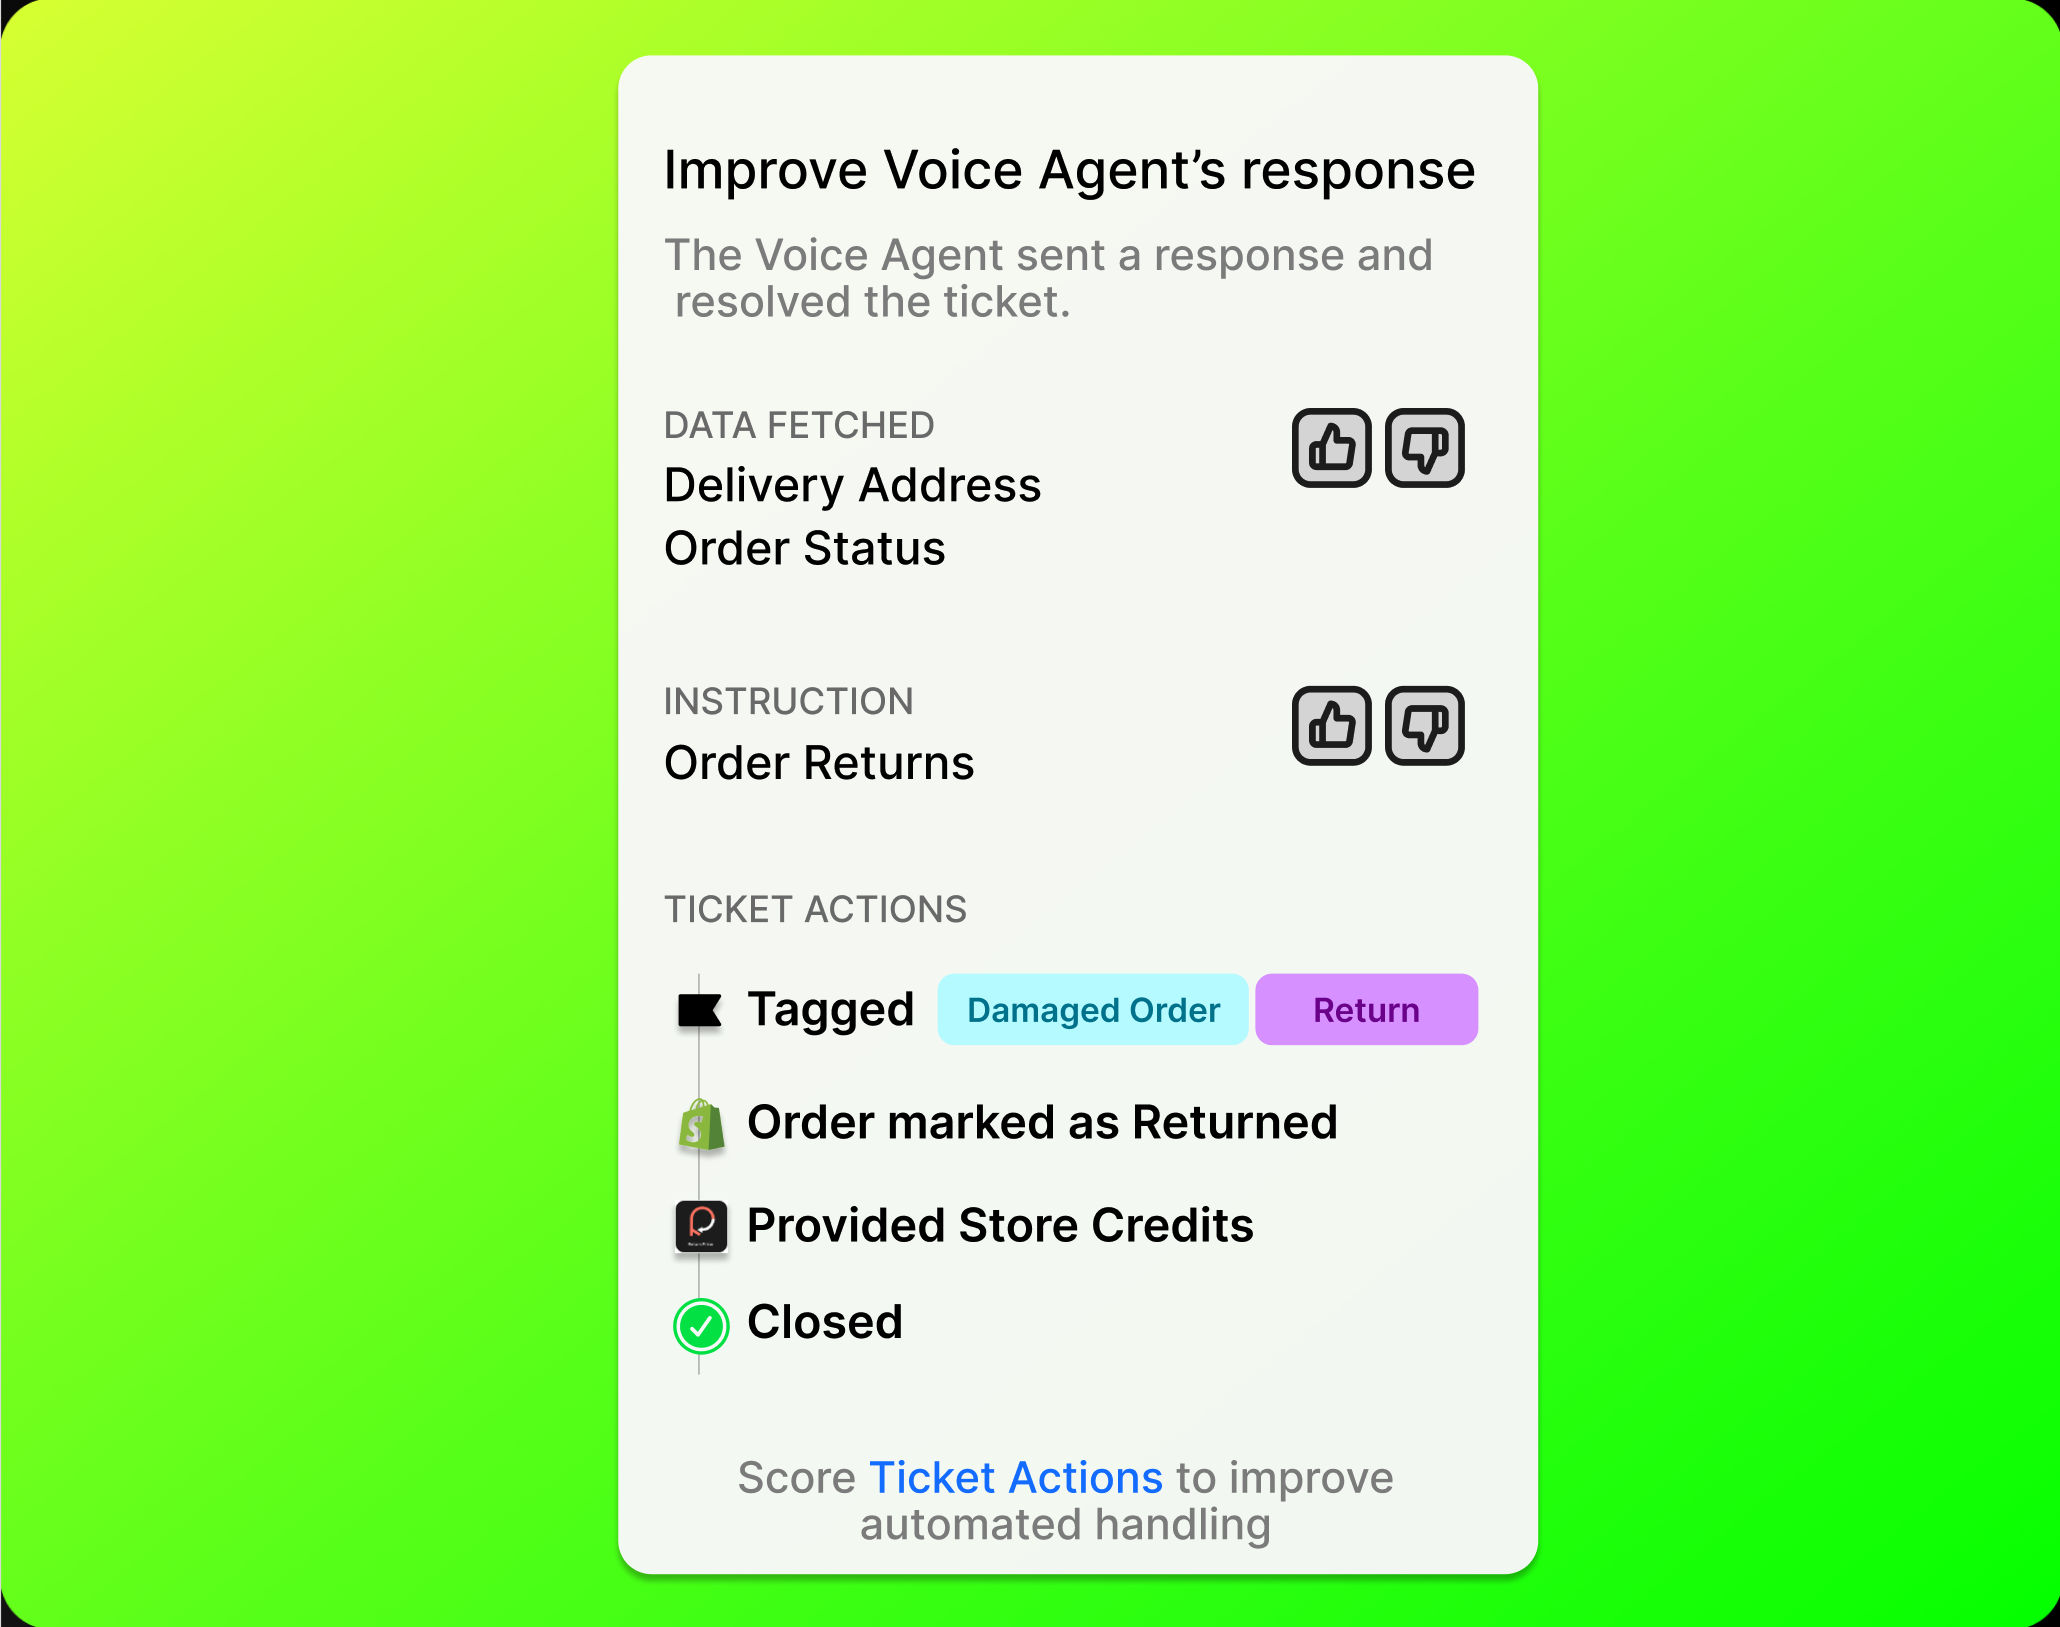 Improve Voice Agent’s response
The Voice Agent sent a response and
resolved the ticket.
DATA FETCHED
Delivery Address
Order Status
INSTRUCTION
Order Returns
TICKET ACTIONS
Tagged Damaged Order Return
Order marked as Returned
Provided Store Credits
Closed
Score Ticket Actions to improve
automated handling